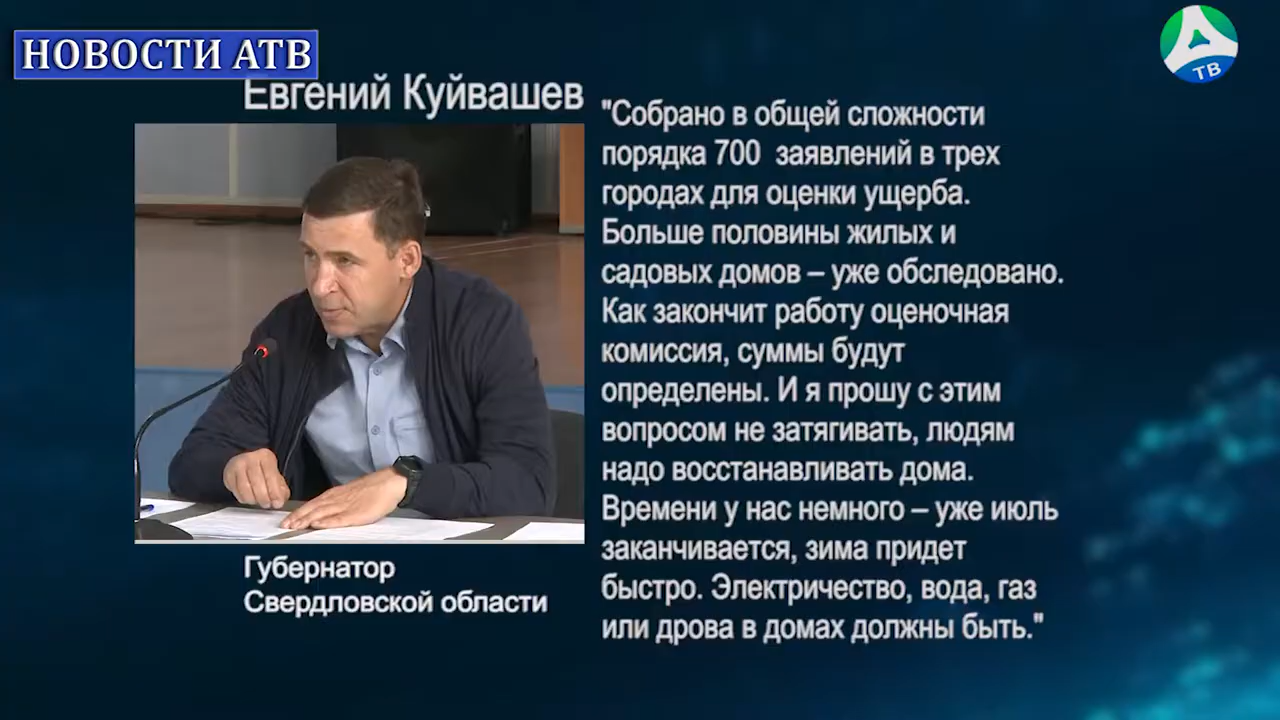 НОВОСТИ АТВ
ТВ
Евгений Куйвашев
"Собрано в общей сложности
порядка 700 заявлений в трех
городах для оценки ущерба.
Больше половины жилых и
садовых домов – уже обследовано.
Как закончит работу оценочная
комиссия, суммы будут
определены. И я прошу с этим
вопросом не затягивать, людям
надо восстанавливать дома.
Времени у нас немного – уже июль
заканчивается, зима придет
быстро. Электричество, вода, газ
или дрова в домах должны быть."
Губернатор
Свердловской области